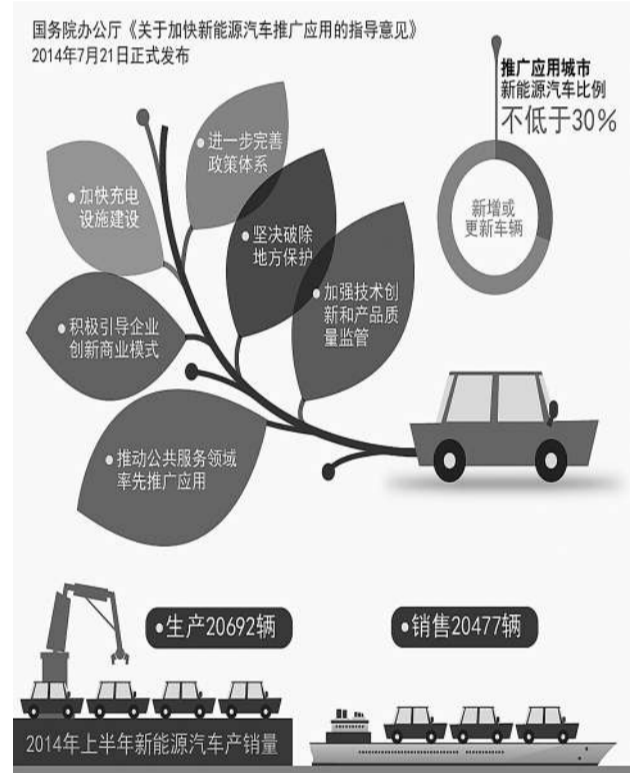 国务院办公厅《关于加快新能源汽车推广应用的指导意见》
2014年7月21日正式发布
推广应用城市
新能源汽车比例
不低于30%
新增或
更新车辆
进一步完善
政策体系
加快充电
设施建设
坚决破除
地方保护
加强技术创
新和产品质
量监管
积极引导企业
创新商业模式
推动公共服务领域
率先推广应用
生产20692辆
销售20477辆
2014年上半年新能源汽车产销量